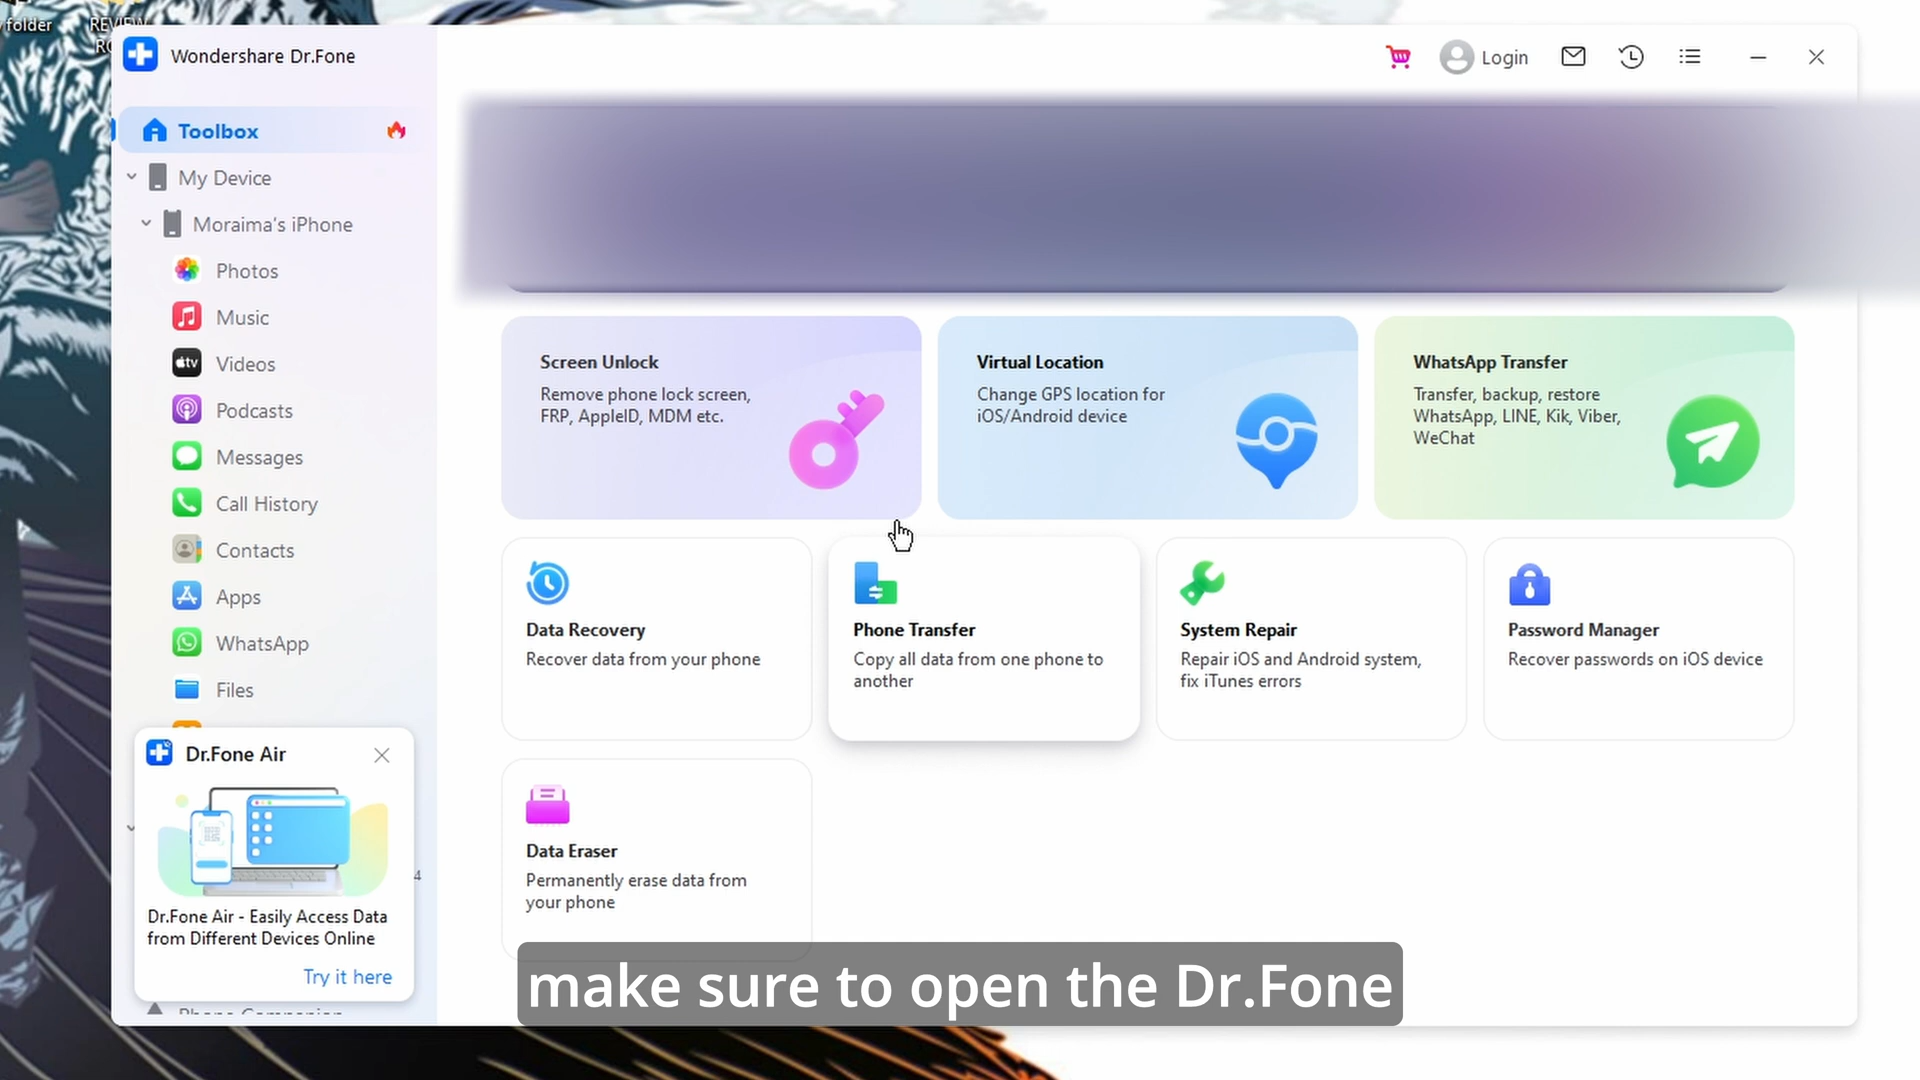 folder
REVIEW
Wondershare Dr.Fone
Login
Toolbox
My Device
Moraima's iPhone
Photos
Music
tv
Videos
Podcasts
Messages
Call History
Contacts
Apps
WhatsApp
Files
Dr.Fone Air
Dr.Fone Air - Easily Access Data
from Different Devices Online
Try it here
4
Phone Companion
Screen Unlock
Remove phone lock screen,
FRP, AppleID, MDM etc.
Virtual Location
Change GPS location for
iOS/Android device
WhatsApp Transfer
Transfer, backup, restore
WhatsApp, LINE, Kik, Viber,
WeChat
Data Recovery
Recover data from your phone
Phone Transfer
Copy all data from one phone to
another
System Repair
Repair iOS and Android system,
fix iTunes errors
Password Manager
Recover passwords on iOS device
Data Eraser
Permanently erase data from
your phone
make sure to open the Dr.Fone